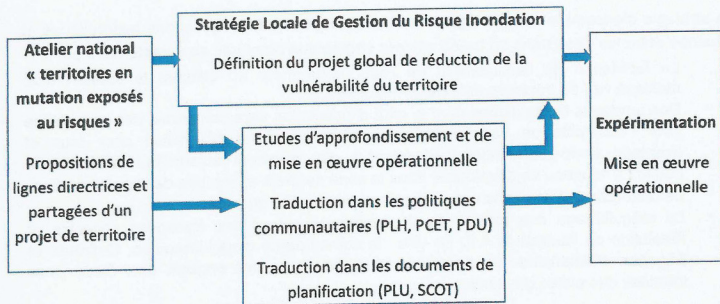 Atelier national
« territoires en
mutation exposés
au risques »
Propositions de
lignes directrices et
partagées d'un
projet de territoire
Stratégie Locale de Gestion du Risque Inondation
Définition du projet global de réduction de la
vulnérabilité du territoire
Etudes d'approfondissement et de
mise en œuvre opérationnelle
Traduction dans les politiques
communautaires (PLH, PCET, PDU)
Traduction dans les documents de
planification (PLU, SCOT)
Expérimentation
Mise en œuvre
opérationnelle